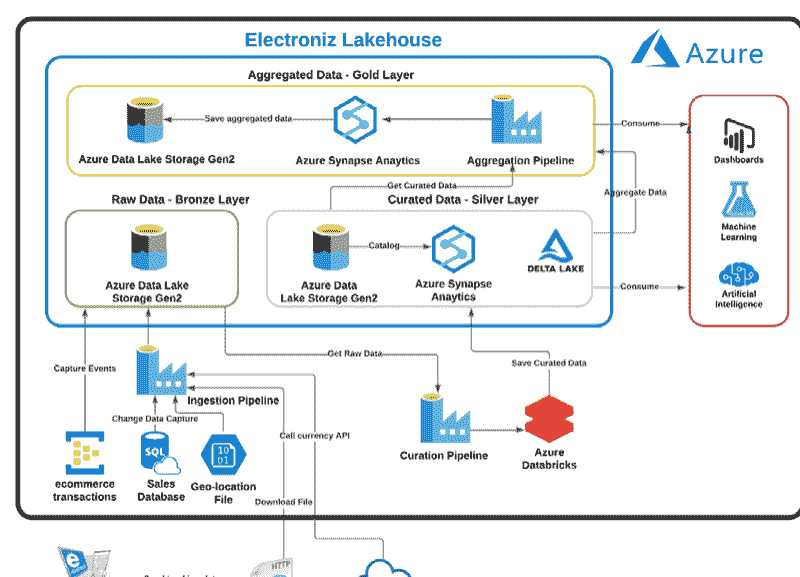 Electroniz Lakehouse
Azure
Aggregated Data - Gold Layer
Save aggregated data
Azure Data Lake Storage Gen2
Azure Synapse Anaytics
Aggregation Pipeline
Consume
Dashboards
Get Curated Data
Aggregate Data
Raw Data - Bronze Layer
Curated Data - Silver Layer
Machine
Learning
Catalog
DELTA LAKE
Azure Data Lake
Storage Gen2
Azure Data
Lake Storage Gen2
Azure Synapse
Anaytics
Consume
Artificial
Intelligence
Capture Events
Get Raw Data
Save Curated Data
Ingestion Pipeline
Change Data Capture
Call currency API
SQL
10
01
Curation Pipeline
Azure
Databricks
ecommerce
transactions
Sales
Database
Geo-location
File
Download File
e
HTTP